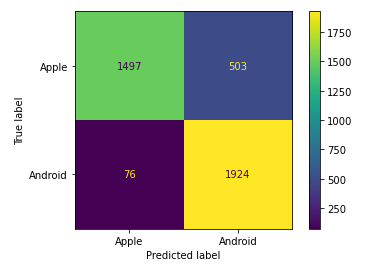 Apple
1497
503
Android
76
1924
Apple
Android
Predicted label
True label
1750
1500
1250
1000
750
500
250